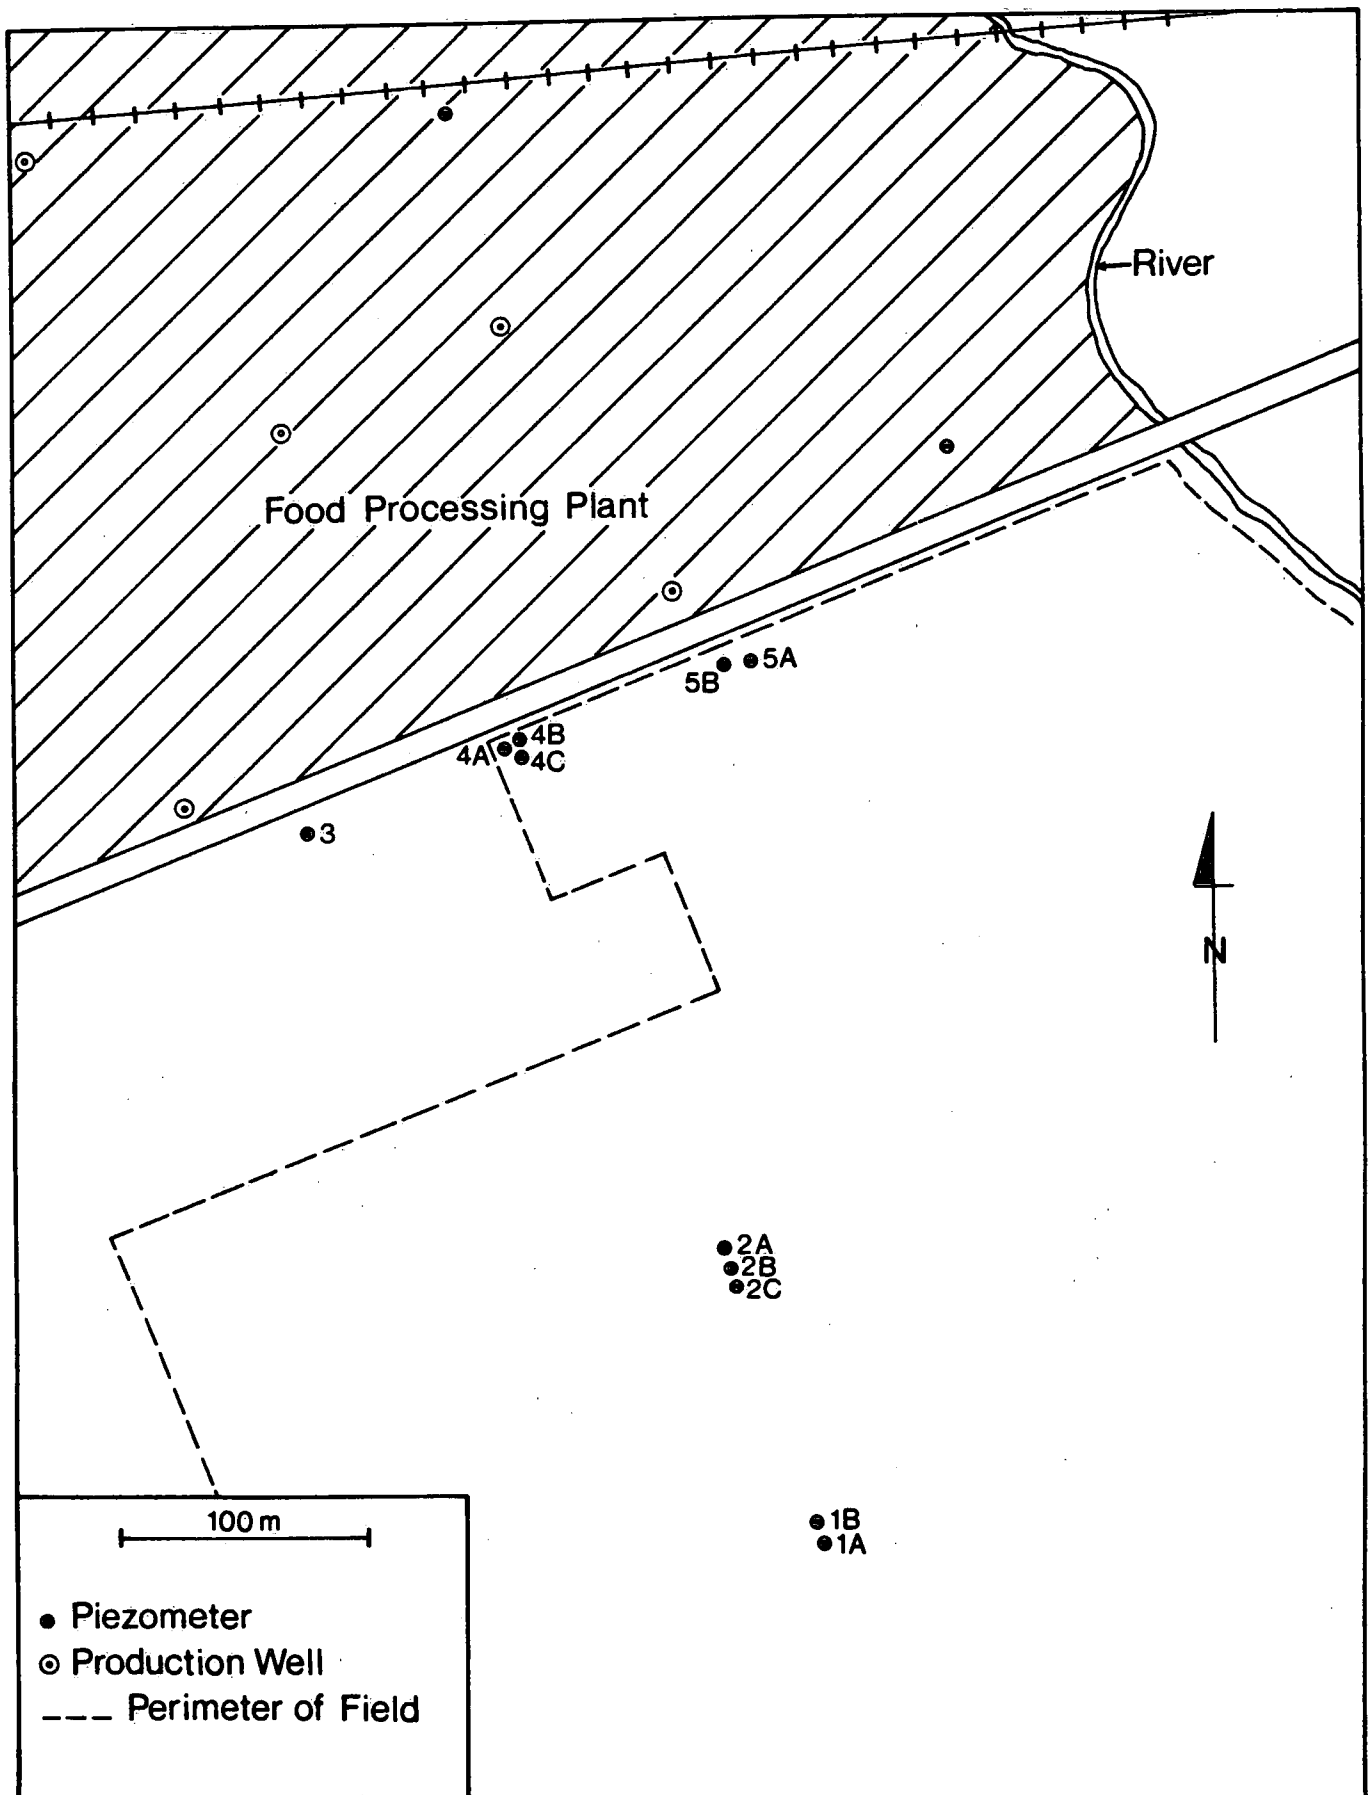 River
Food Processing Plant
5A
5B
4B
4A
4C
3
N
2A
2B
2C
1B
1A
100 m
Piezometer
Production Well
Perimeter of Field